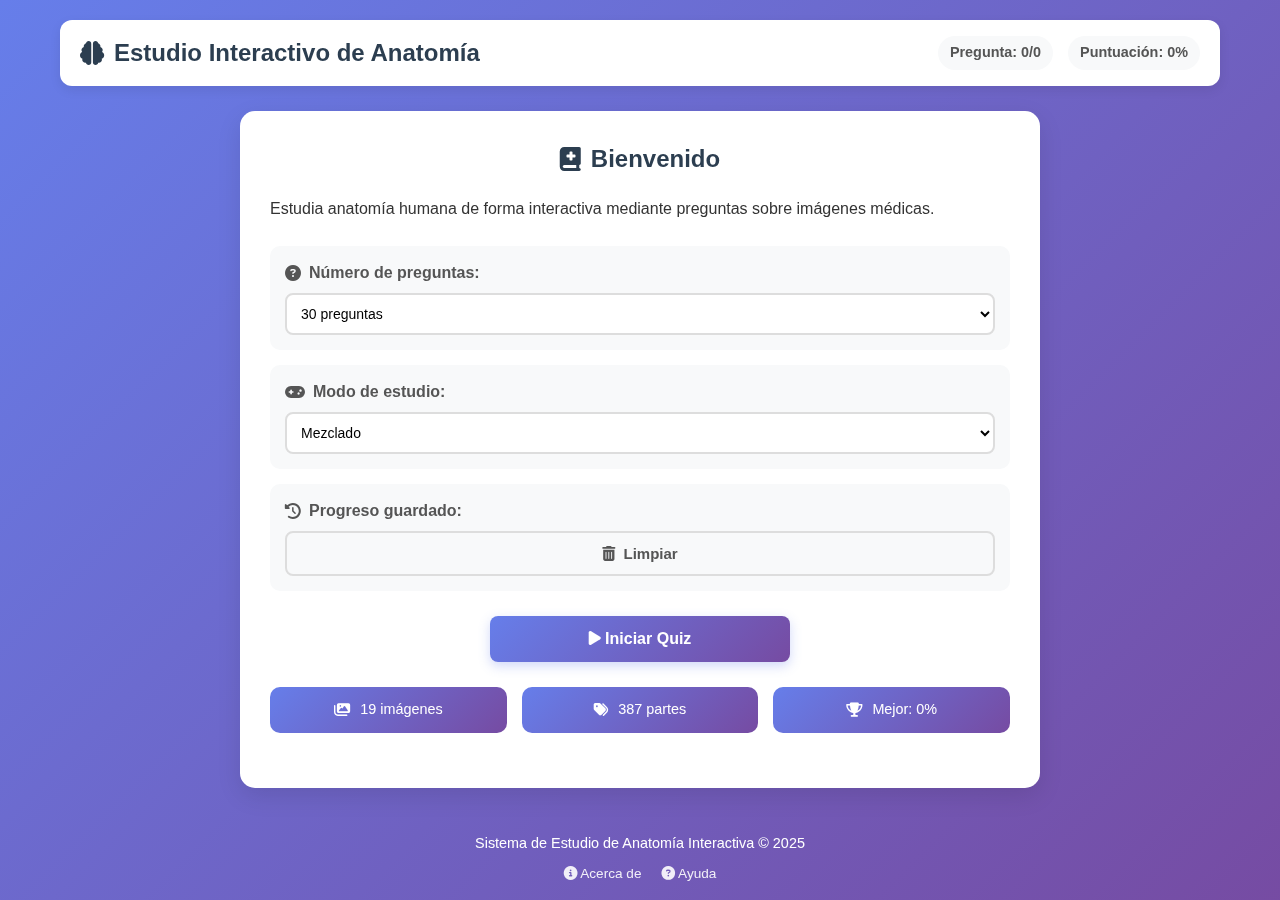 Estudio Interactivo de Anatomía
Pregunta: 0/0
Puntuación: 0%
Bienvenido
Estudia anatomía humana de forma interactiva mediante preguntas sobre imágenes médicas.
Número de preguntas:
30 preguntas
Modo de estudio:
Mezclado
Progreso guardado:
Limpiar
Iniciar Quiz
19 imágenes
387 partes
Mejor: 0%
Sistema de Estudio de Anatomía Interactiva © 2025
Acerca de
Ayuda